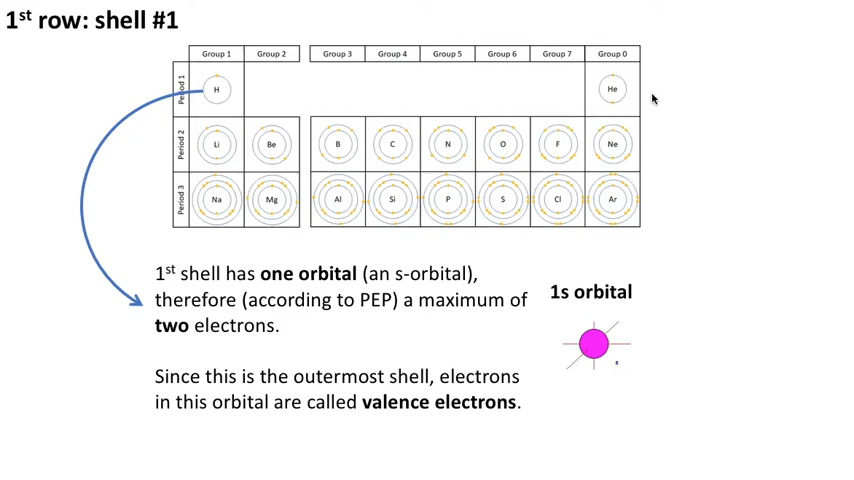 1st row: shell #1
Group 1 Group 2 Group 3 Group 4 Group 5 Group 6 Group 7 Group 0
Period 1 H He
Period 2 Li Be B C N O F Ne
Period 3 Na Mg Al Si P S Cl Ar
1st shell has one orbital (an s-orbital),
therefore (according to PEP) a maximum of
two electrons.
1s orbital
s
Since this is the outermost shell, electrons
in this orbital are called valence electrons.